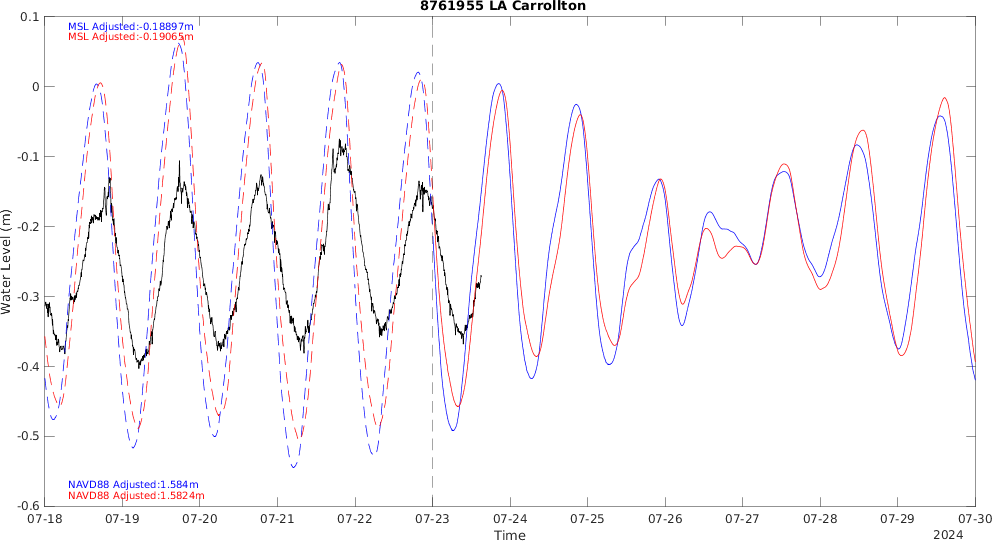 8761955 LA Carrollton
MSL Adjusted:-0.18897m
MSL Adjusted:-0.19065m
0.1
0
-0.1
-0.2
-0.3
-0.4
-0.5
-0.6
Water Level (m)
NAVD88 Adjusted:1.584m
NAVD88 Adjusted:1.5824m
07-18 07-19 07-20 07-21 07-22 07-23 07-24 07-25 07-26 07-27 07-28 07-29 07-30
Time
2024